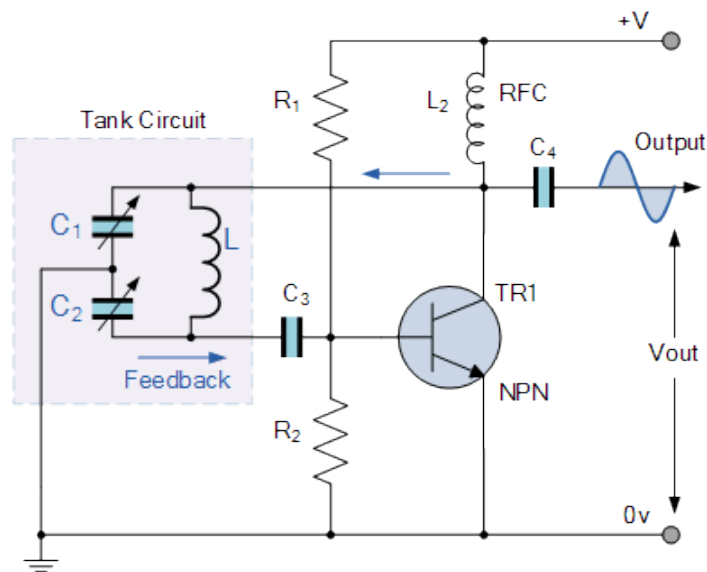 +V
R1
L2
RFC
Tank Circuit
C4
Output
C1
L
C2
C3
TR1
Vout
Feedback
NPN
R2
0v